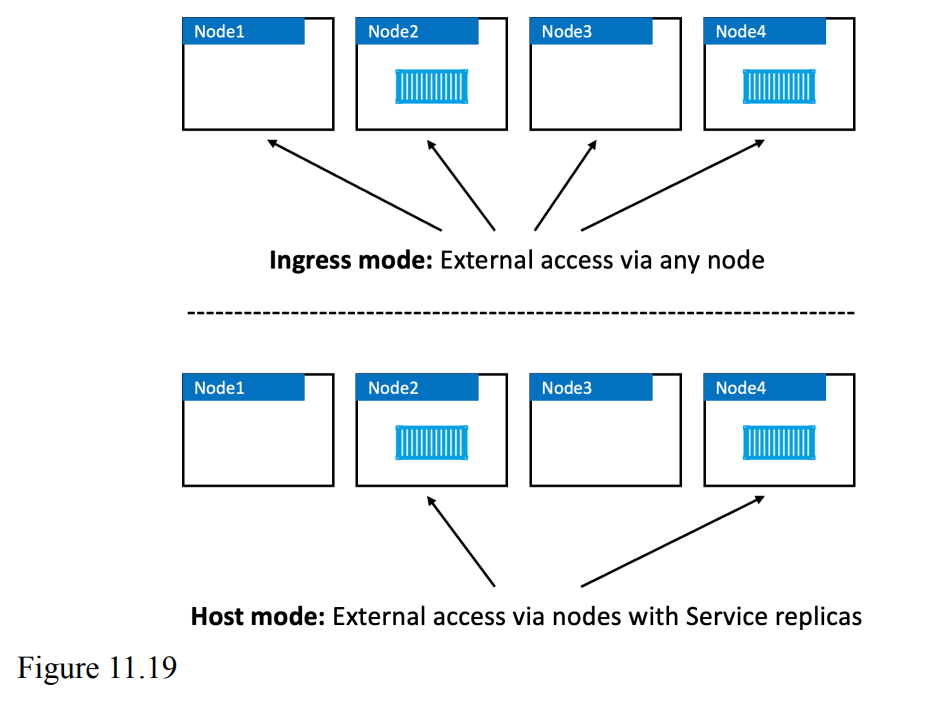 Node1 Node2 Node3 Node4
Ingress mode: External access via any node
Node1 Node2 Node3 Node4
Host mode: External access via nodes with Service replicas
Figure 11.19